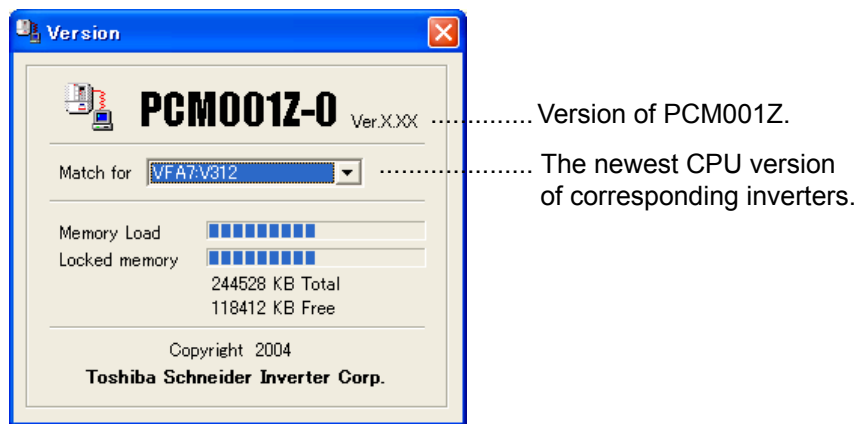 Version
PCM001Z-0 Ver.X.XX .............. Version of PCM001Z.
Match for VFA7:V312 ..................... The newest CPU version
of corresponding inverters.
Memory Load
Locked memory
244528 KB Total
118412 KB Free
Copyright 2004
Toshiba Schneider Inverter Corp.